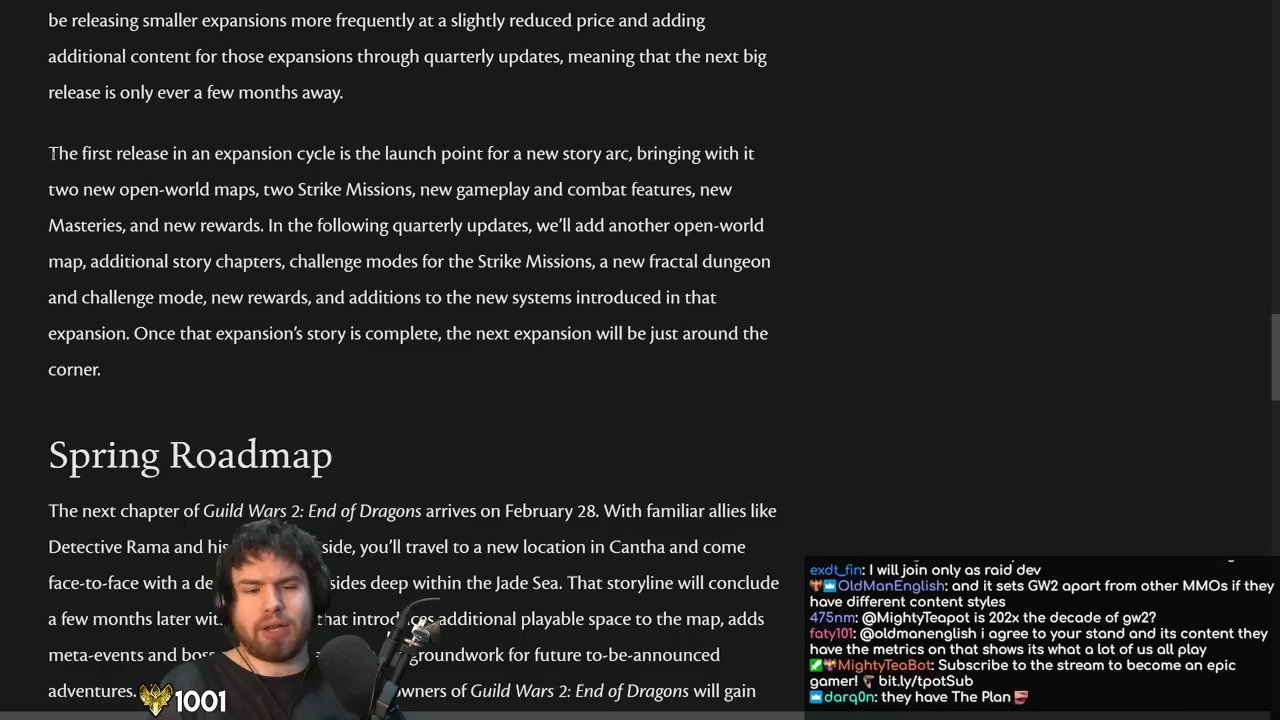 be releasing smaller expansions more frequently at a slightly reduced price and adding
additional content for those expansions through quarterly updates, meaning that the next big
release is only ever a few months away.
The first release in an expansion cycle is the launch point for a new story arc, bringing with it
two new open-world maps, two Strike Missions, new gameplay and combat features, new
Masteries, and new rewards. In the following quarterly updates, we'll add another open-world
map, additional story chapters, challenge modes for the Strike Missions, a new fractal dungeon
and challenge mode, new rewards, and additions to the new systems introduced in that
expansion. Once that expansion's story is complete, the next expansion will be just around the
corner.
Spring Roadmap
The next chapter of Guild Wars 2: End of Dragons arrives on February 28. With familiar allies like
Detective Rama and his side, you'll travel to a new location in Cantha and come
face-to-face with a de sides deep within the Jade Sea. That storyline will conclude
a few months later wit that introduces additional playable space to the map, adds
meta-events and boss groundwork for future to-be-announced
adventures. owners of Guild Wars 2: End of Dragons will gain
1001
exdt_fin: I will join only as raid dev
OldManEnglish: and it sets GW2 apart from other MMOs if they
have different content styles
475nm: @MightyTeapot is 202x the decade of gw2?
faty101: @oldmanenglish i agree to your stand and its content they
have the metrics on that shows its what a lot of us all play
MightyTeaBot: Subscribe to the stream to become an epic
gamer! bit.ly/tpotSub
darq0n: they have The Plan